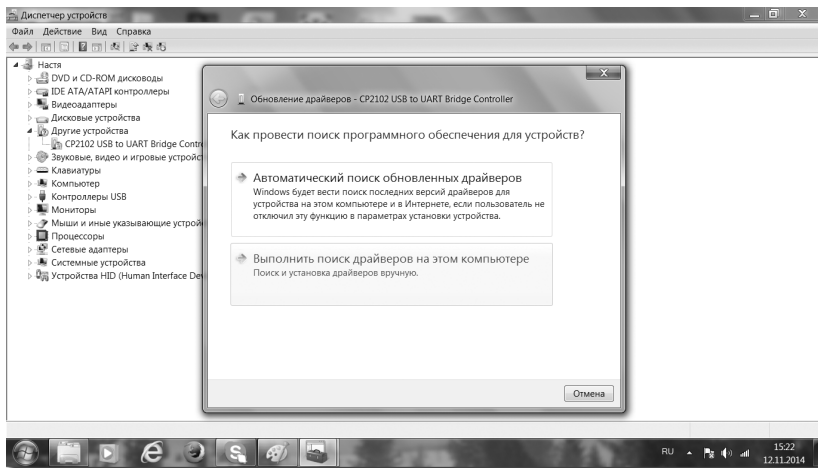 Диспетчер устройств
Файл Действие Вид Справка
Настя
DVD и CD-ROM дисководы
IDE ATA/ATAPI контроллеры
Видеоадаптеры
Дисковые устройства
Другие устройства
CP2102 USB to UART Bridge Contro
Звуковые, видео и игровые устройст
Клавиатуры
Компьютер
Контроллеры USB
Мониторы
Мыши и иные указывающие устрой
Процессоры
Сетевые адаптеры
Системные устройства
Устройства HID (Human Interface Dev
Обновление драйверов - CP2102 USB to UART Bridge Controller
Как провести поиск программного обеспечения для устройств?
Автоматический поиск обновленных драйверов
Windows будет вести поиск последних версий драйверов для
устройства на этом компьютере и в Интернете, если пользователь не
отключил эту функцию в параметрах установки устройства.
Выполнить поиск драйверов на этом компьютере
Поиск и установка драйверов вручную.
Отмена
RU
15:22
12.11.2014